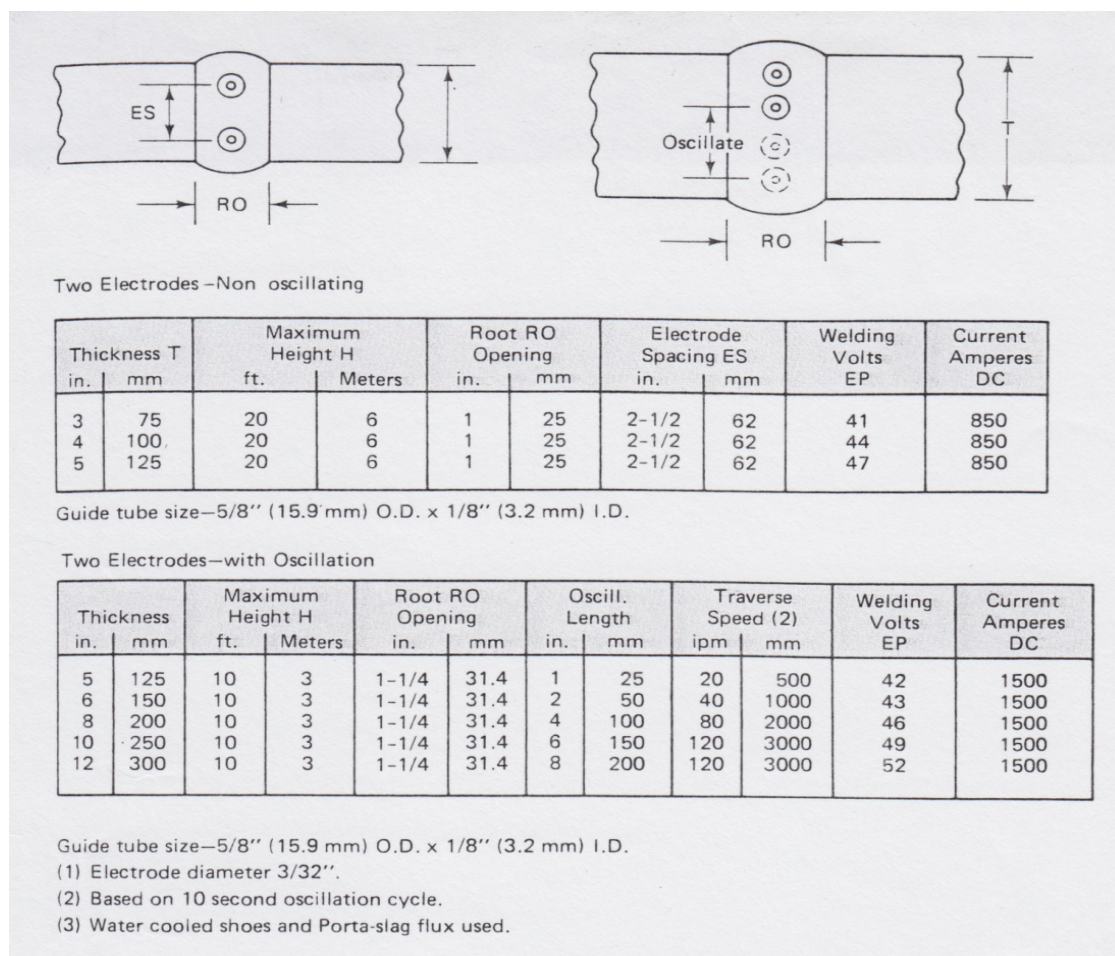 ES
RO
Oscillate
T
RO
Two Electrodes–Non oscillating
Thickness T Maximum Height H Root RO Opening Electrode Spacing ES Welding Volts EP Current Amperes DC
in. mm ft. Meters in. mm in. mm
3 75 20 6 1 25 2-1/2 62 41 850
4 100 20 6 1 25 2-1/2 62 44 850
5 125 20 6 1 25 2-1/2 62 47 850
Guide tube size–5/8'' (15.9 mm) O.D. x 1/8'' (3.2 mm) I.D.
Two Electrodes–with Oscillation
Thickness Maximum Height H Root RO Opening Oscill. Length Traverse Speed (2) Welding Volts EP Current Amperes DC
in. mm ft. Meters in. mm in. mm ipm mm
5 125 10 3 1-1/4 31.4 1 25 20 500 42 1500
6 150 10 3 1-1/4 31.4 2 50 40 1000 43 1500
8 200 10 3 1-1/4 31.4 4 100 80 2000 46 1500
10 250 10 3 1-1/4 31.4 6 150 120 3000 49 1500
12 300 10 3 1-1/4 31.4 8 200 120 3000 52 1500
Guide tube size–5/8'' (15.9 mm) O.D. x 1/8'' (3.2 mm) I.D.
(1) Electrode diameter 3/32''.
(2) Based on 10 second oscillation cycle.
(3) Water cooled shoes and Porta-slag flux used.